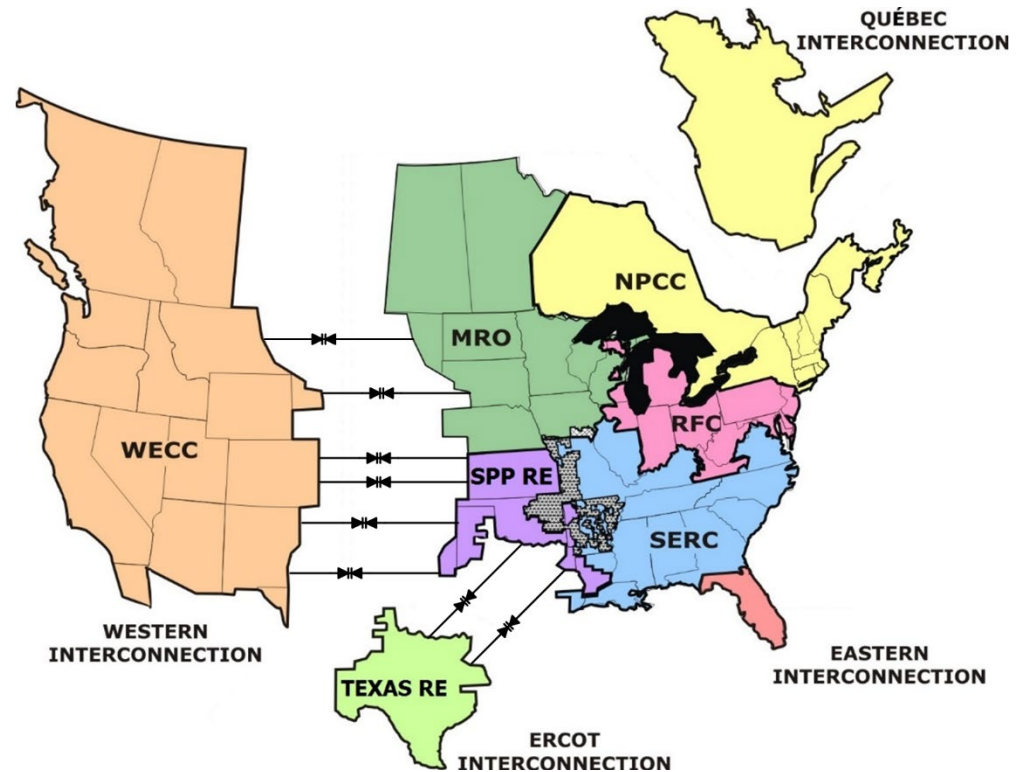 QUÉBEC
INTERCONNECTION
NPCC
MRO
RFC
WECC
SPP RE
SERC
WESTERN
INTERCONNECTION
EASTERN
INTERCONNECTION
TEXAS RE
ERCOT
INTERCONNECTION